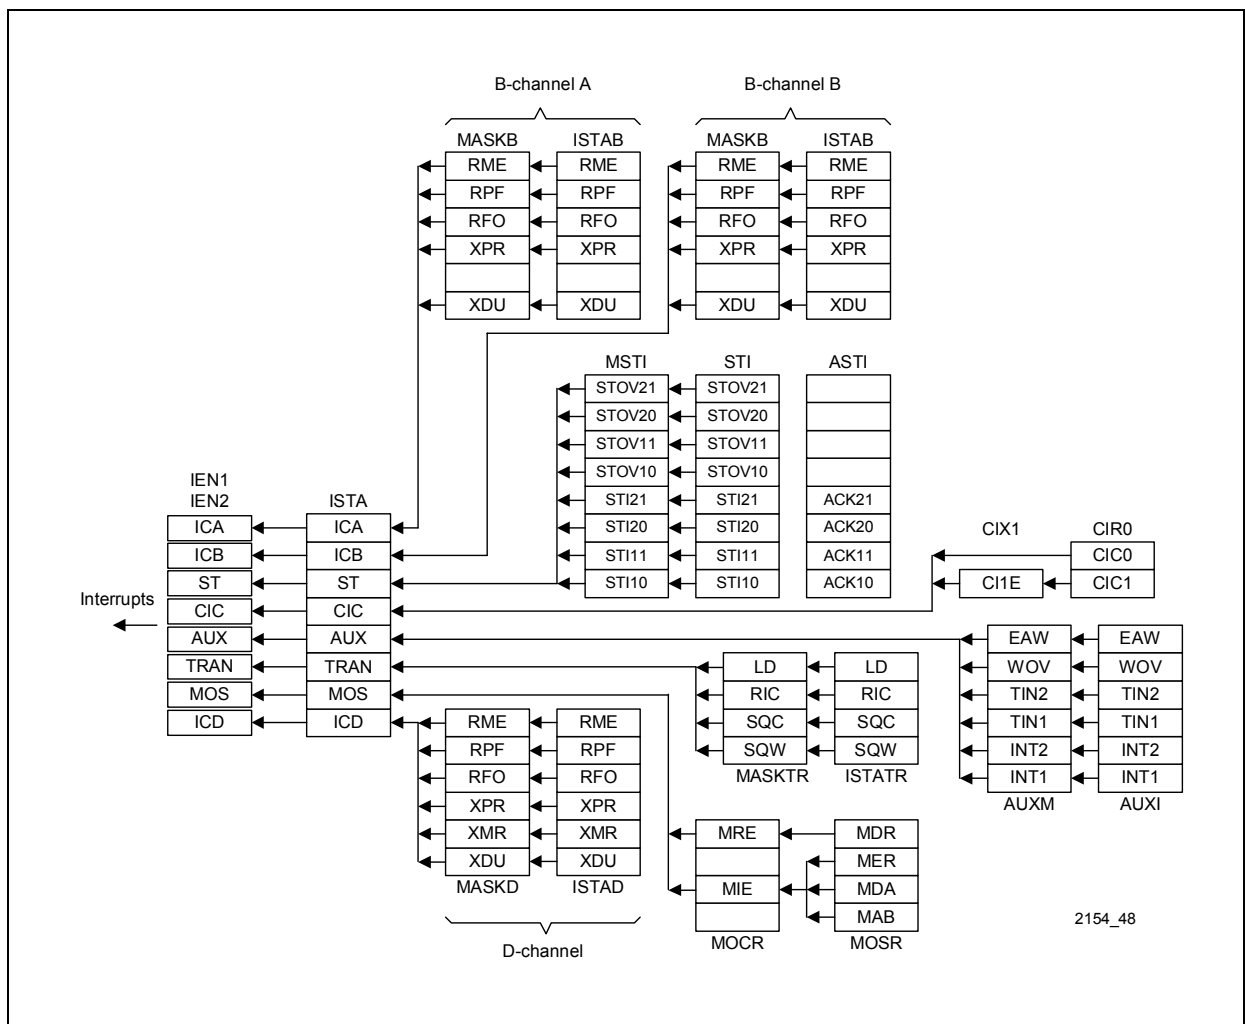 B-channel A B-channel B
MASKB ISTAB MASKB ISTAB
RME RME RME RME
RPF RPF RPF RPF
RFO RFO RFO RFO
XPR XPR XPR XPR
XDU XDU XDU XDU
MSTI STI ASTI
STOV21 STOV21
STOV20 STOV20
STOV11 STOV11
STOV10 STOV10
STI21 STI21 ACK21
STI20 STI20 ACK20
STI11 STI11 ACK11
STI10 STI10 ACK10
IEN1
IEN2 ISTA
ICA ICA
ICB ICB
ST ST
CIC CIC
AUX AUX
TRAN TRAN
MOS MOS
ICD ICD
Interrupts
CIX1 CIR0
CIC0
CI1E CIC1
EAW EAW
WOV WOV
TIN2 TIN2
TIN1 TIN1
INT2 INT2
INT1 INT1
AUXM AUXI
LD LD
RIC RIC
SQC SQC
SQW SQW
MASKTR ISTATR
RME RME
RPF RPF
RFO RFO
XPR XPR
XMR XMR
XDU XDU
MASKD ISTAD
D-channel
MRE MDR
MER
MIE MDA
MAB
MOCR MOSR
2154_48